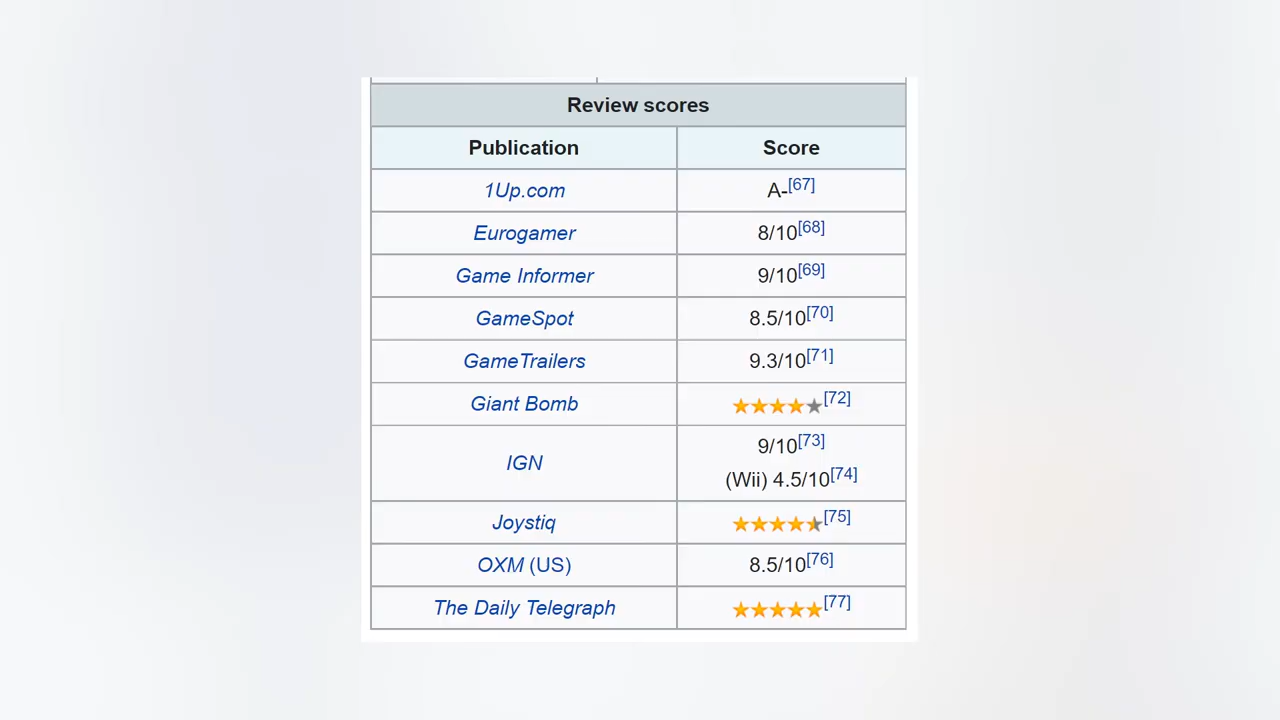 Review scores
Publication Score
1Up.com A-[67]
Eurogamer 8/10[68]
Game Informer 9/10[69]
GameSpot 8.5/10[70]
GameTrailers 9.3/10[71]
Giant Bomb ★★★★★[72]
IGN 9/10[73]
(Wii) 4.5/10[74]
Joystiq ★★★★★[75]
OXM (US) 8.5/10[76]
The Daily Telegraph ★★★★★[77]